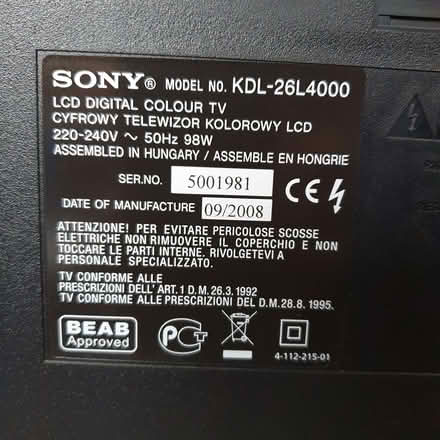 SONY® MODEL NO. KDL-26L4000
LCD DIGITAL COLOUR TV
CYFROWY TELEWIZOR KOLOROWY LCD
220-240V ~ 50Hz 98W
ASSEMBLED IN HUNGARY / ASSEMBLE EN HONGRIE
SER.NO. 5001981
CE
DATE OF MANUFACTURE 09/2008
ATTENZIONE! PER EVITARE PERICOLOSE SCOSSE
ELETTRICHE NON RIMUOVERE IL COPERCHIO E NON
TOCCARE LE PARTI INTERNE. RIVOLGETEVI A
PERSONALE SPECIALIZZATO.
TV CONFORME ALLE
PRESCRIZIONI DELL' ART.1 D.M.26.3.1992
TV CONFORME ALLE PRESCRIZIONI DEL D.M.28.8.1995.
BEAB
Approved
4-112-215-01